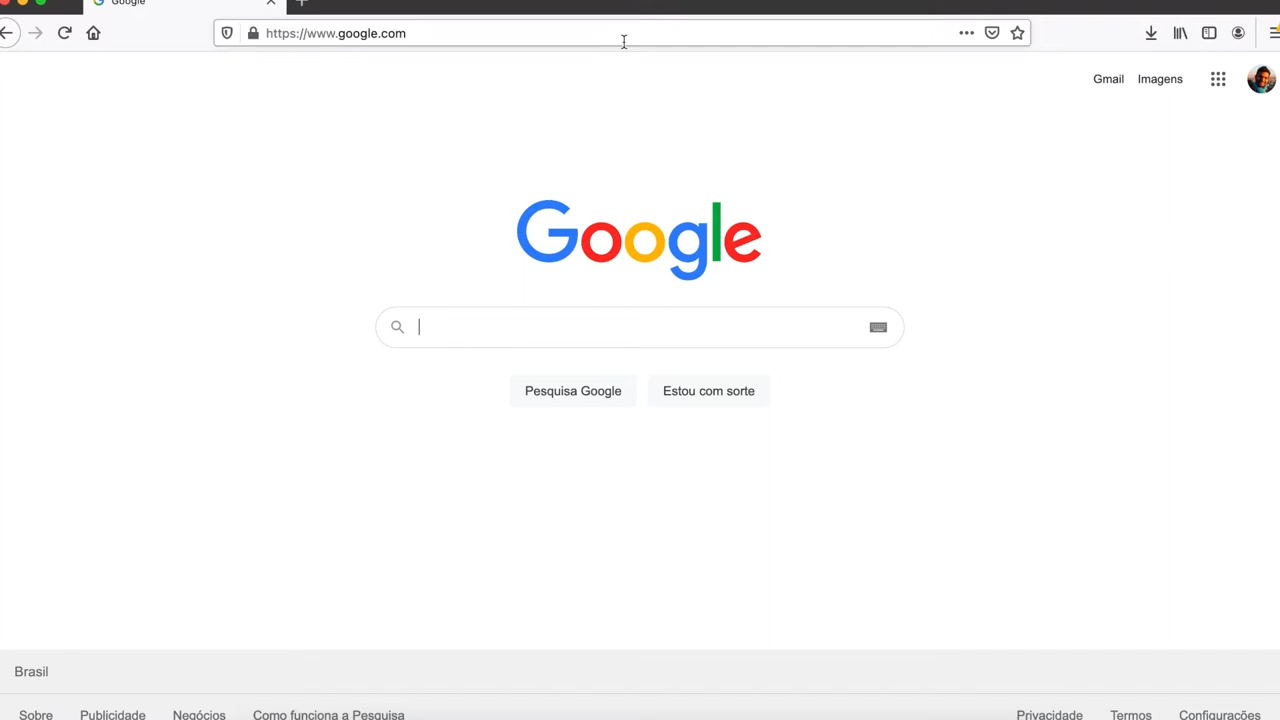 Google
https://www.google.com
Gmail Imagens
Google
Pesquisa Google Estou com sorte
Brasil
Sobre Publicidade Negócios Como funciona a Pesquisa Privacidade Termos Configurações